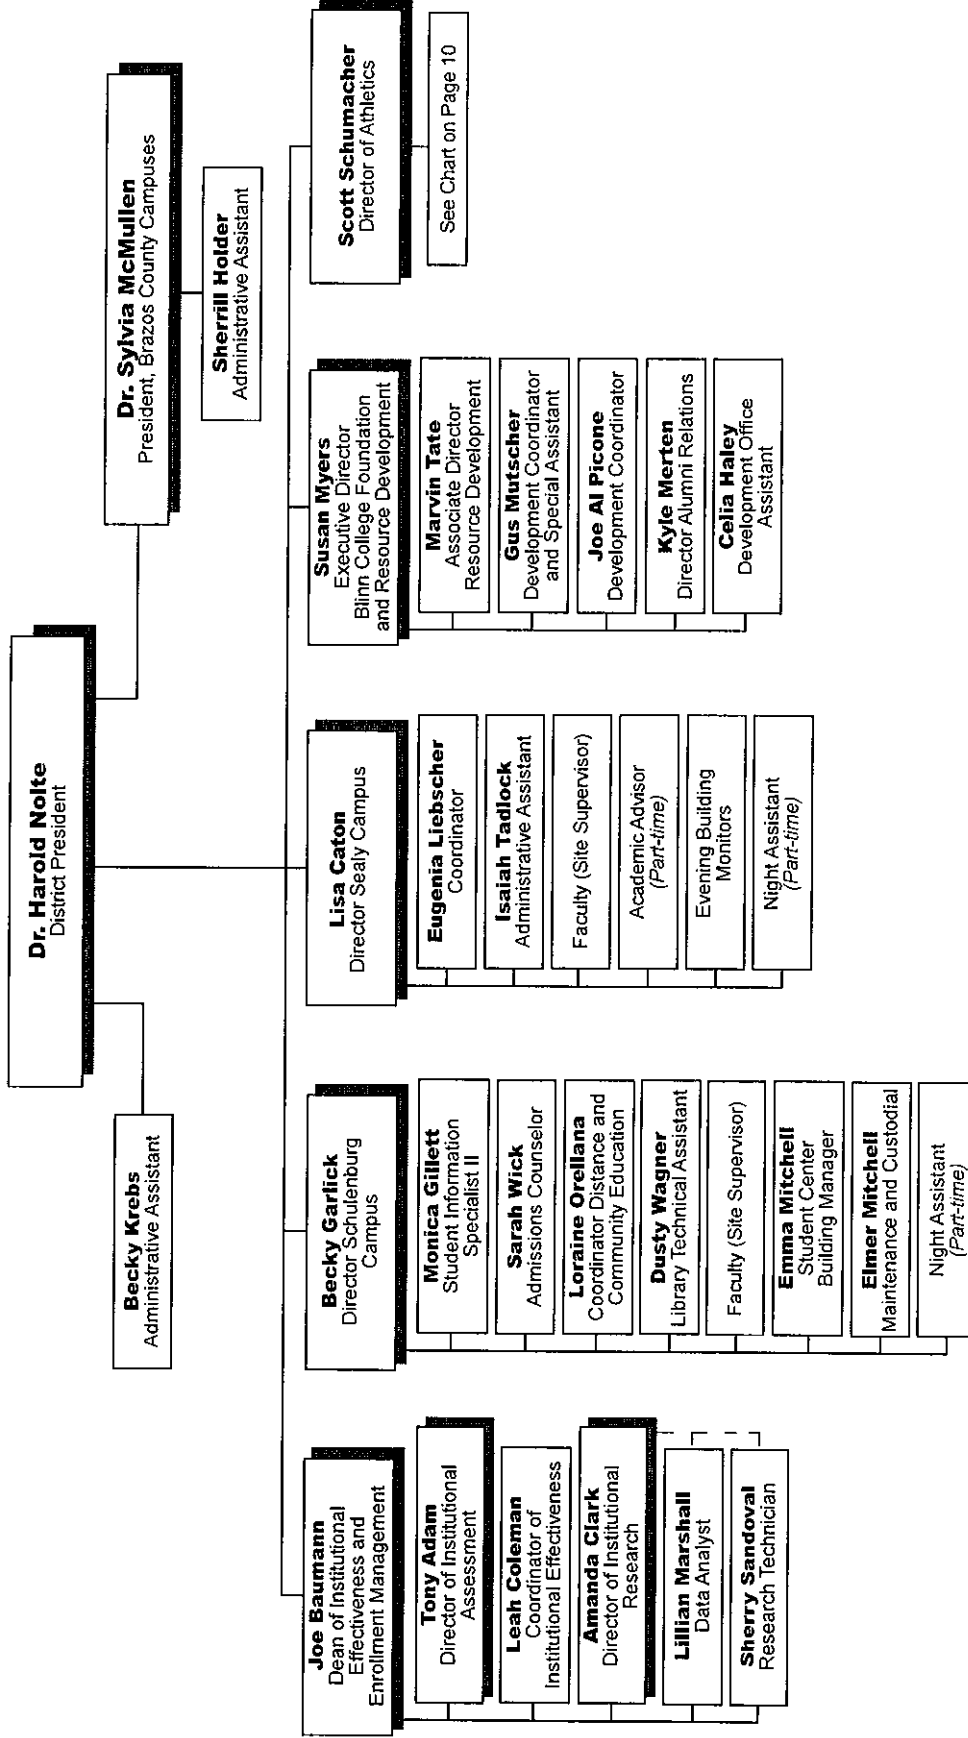 Dr. Harold Nolte
District President
Becky Krebs
Administrative Assistant
Dr. Sylvia McMullen
President, Brazos County Campuses
Sherrill Holder
Administrative Assistant
Joe Baumann
Dean of Institutional
Effectiveness and
Enrollment Management
Tony Adam
Director of Institutional
Assessment
Leah Coleman
Coordinator of
Institutional Effectiveness
Amanda Clark
Director of Institutional
Research
Lillian Marshall
Data Analyst
Sherry Sandoval
Research Technician
Becky Garlick
Director Schulenburg
Campus
Monica Gillett
Student Information
Specialist II
Sarah Wick
Admissions Counselor
Loraine Orellana
Coordinator Distance and
Community Education
Dusty Wagner
Library Technical Assistant
Faculty (Site Supervisor)
Emma Mitchell
Student Center
Building Manager
Elmer Mitchell
Maintenance and Custodial
Night Assistant
(Part-time)
Lisa Caton
Director Sealy Campus
Eugenia Liebscher
Coordinator
Isaiah Tadlock
Administrative Assistant
Faculty (Site Supervisor)
Academic Advisor
(Part-time)
Evening Building
Monitors
Night Assistant
(Part-time)
Susan Myers
Executive Director
Blinn College Foundation
and Resource Development
Marvin Tate
Associate Director
Resource Development
Gus Mutscher
Development Coordinator
and Special Assistant
Joe Al Picone
Development Coordinator
Kyle Merten
Director Alumni Relations
Celia Haley
Development Office
Assistant
Scott Schumacher
Director of Athletics
See Chart on Page 10